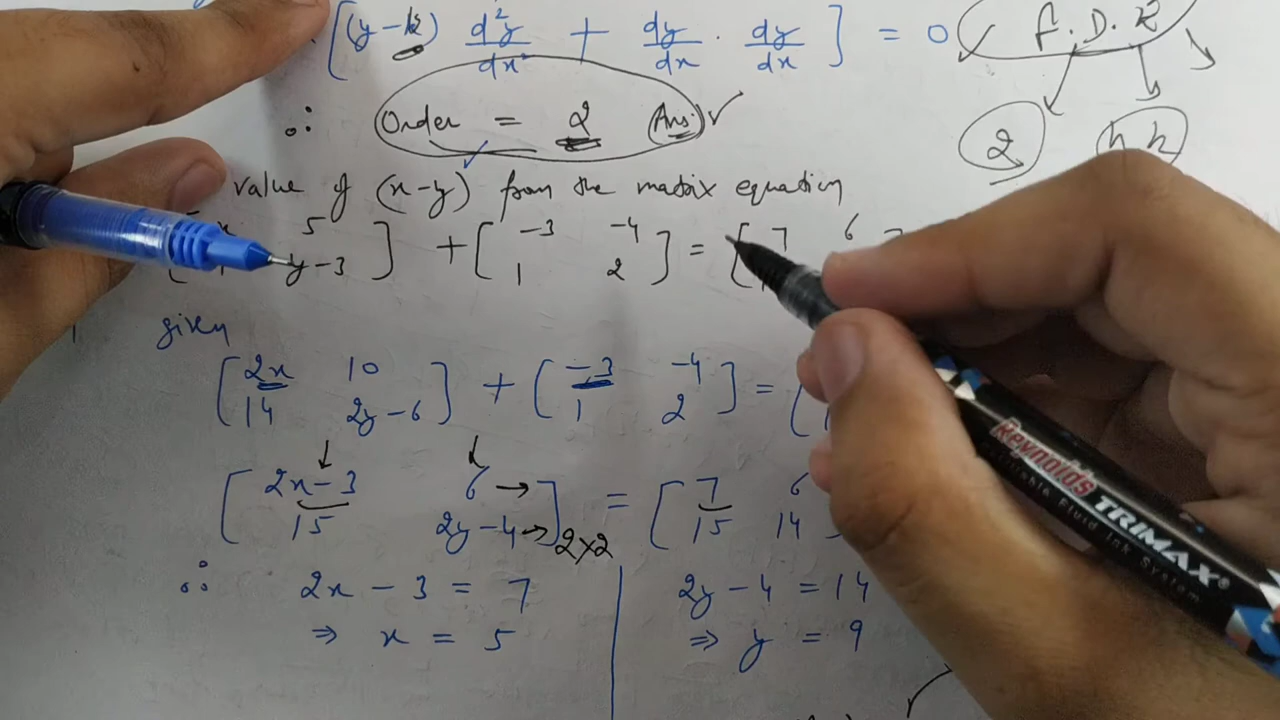 [(y-k) d²y/dx² + dy/dx · dy/dx] = 0 ✓ f.D.E
∴ Order = 2 Ans. ✓
2
value of (x-y) from the matrix equation
5 ] + [ -3 -4 ] = [ 7 6
y-3 1 2
given
[ 2x 10 ] + [ -3 -4 ] =
14 2y-6 1 2
[ 2x-3 6 → ] = [ 7 6
15 2y-4 → 2×2 15 14
∴ 2x - 3 = 7 2y - 4 = 14
⇒ x = 5 ⇒ y = 9
Reynolds TRIMAX
Fluid Ink System